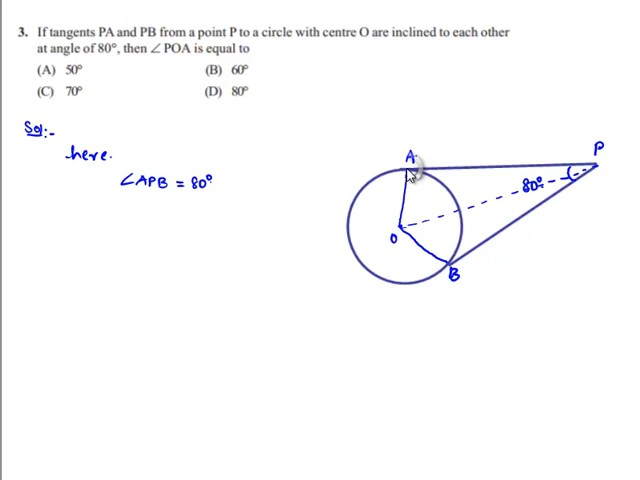 3. If tangents PA and PB from a point P to a circle with centre O are inclined to each other
at angle of 80°, then ∠ POA is equal to
(A) 50° (B) 60°
(C) 70° (D) 80°
Sol:-
here.
∠APB = 80°
A
P
80°
O
B